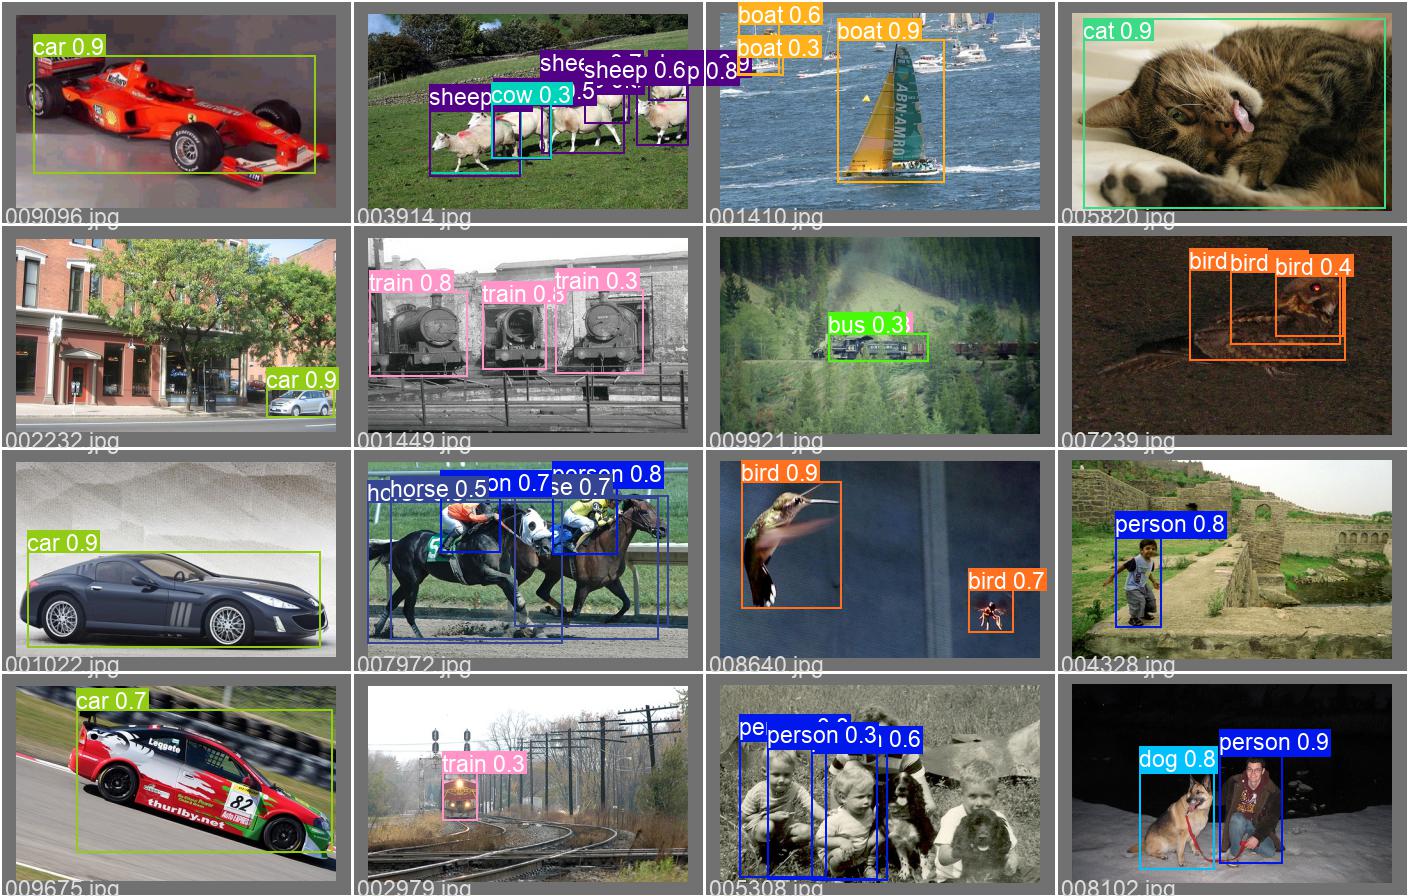 car 0.9
009096.jpg
sheep
cow 0.3
sheep 0.6
003914.jpg
boat 0.6
boat 0.3
boat 0.9
ABN·AMRO
001410.jpg
cat 0.9
005820.jpg
car 0.9
002232.jpg
train 0.8
train 0.
train 0.3
001449.jpg
bus 0.3
009921.jpg
bird
bird
bird 0.4
007239.jpg
car 0.9
001022.jpg
horse 0.5
on 0.7
se 0.7
person 0.8
5
007972.jpg
bird 0.9
bird 0.7
008640.jpg
person 0.8
004328.jpg
car 0.7
Leggate
82
thurlby.net
009675.jpg
train 0.3
002979.jpg
pe
person 0.3
0.6
005308.jpg
dog 0.8
person 0.9
008102.jpg